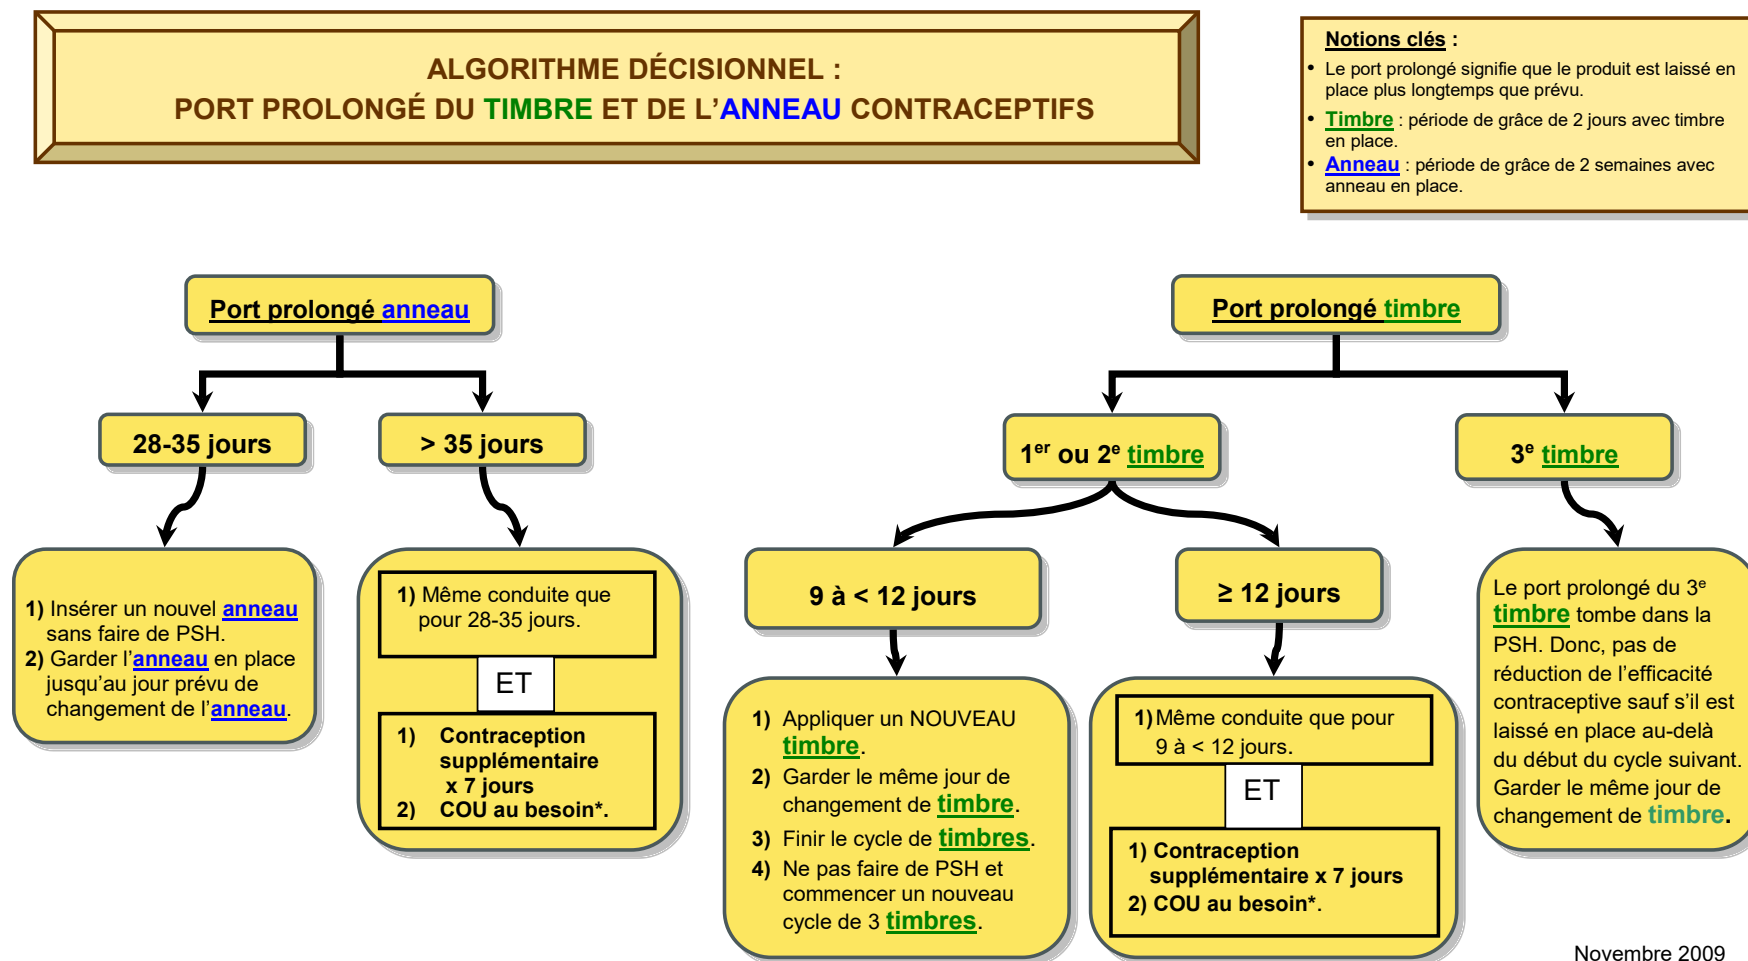 ALGORITHME DÉCISIONNEL :
PORT PROLONGÉ DU TIMBRE ET DE L’ANNEAU CONTRACEPTIFS
Notions clés :
• Le port prolongé signifie que le produit est laissé en
place plus longtemps que prévu.
• Timbre : période de grâce de 2 jours avec timbre
en place.
• Anneau : période de grâce de 2 semaines avec
anneau en place.
Port prolongé anneau
28-35 jours
> 35 jours
1) Insérer un nouvel anneau
sans faire de PSH.
2) Garder l’anneau en place
jusqu’au jour prévu de
changement de l’anneau.
1) Même conduite que
pour 28-35 jours.
ET
1) Contraception
supplémentaire
x 7 jours
2) COU au besoin*.
Port prolongé timbre
1er ou 2e timbre
3e timbre
9 à < 12 jours
≥ 12 jours
1) Appliquer un NOUVEAU
timbre.
2) Garder le même jour de
changement de timbre.
3) Finir le cycle de timbres.
4) Ne pas faire de PSH et
commencer un nouveau
cycle de 3 timbres.
1) Même conduite que pour
9 à < 12 jours.
ET
1) Contraception
supplémentaire x 7 jours
2) COU au besoin*.
Le port prolongé du 3e
timbre tombe dans la
PSH. Donc, pas de
réduction de l’efficacité
contraceptive sauf s’il est
laissé en place au-delà
du début du cycle suivant.
Garder le même jour de
changement de timbre.
Novembre 2009